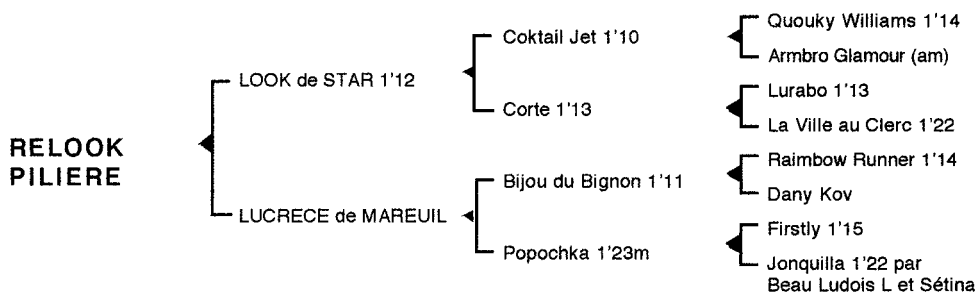 RELOOK
PILIERE
LOOK de STAR 1'12
LUCRECE de MAREUIL
Coktail Jet 1'10
Corte 1'13
Bijou du Bignon 1'11
Popochka 1'23m
Quouky Williams 1'14
Armbro Glamour (am)
Lurabo 1'13
La Ville au Clerc 1'22
Raimbow Runner 1'14
Dany Kov
Firstly 1'15
Jonquilla 1'22 par
Beau Ludois L et Sétina